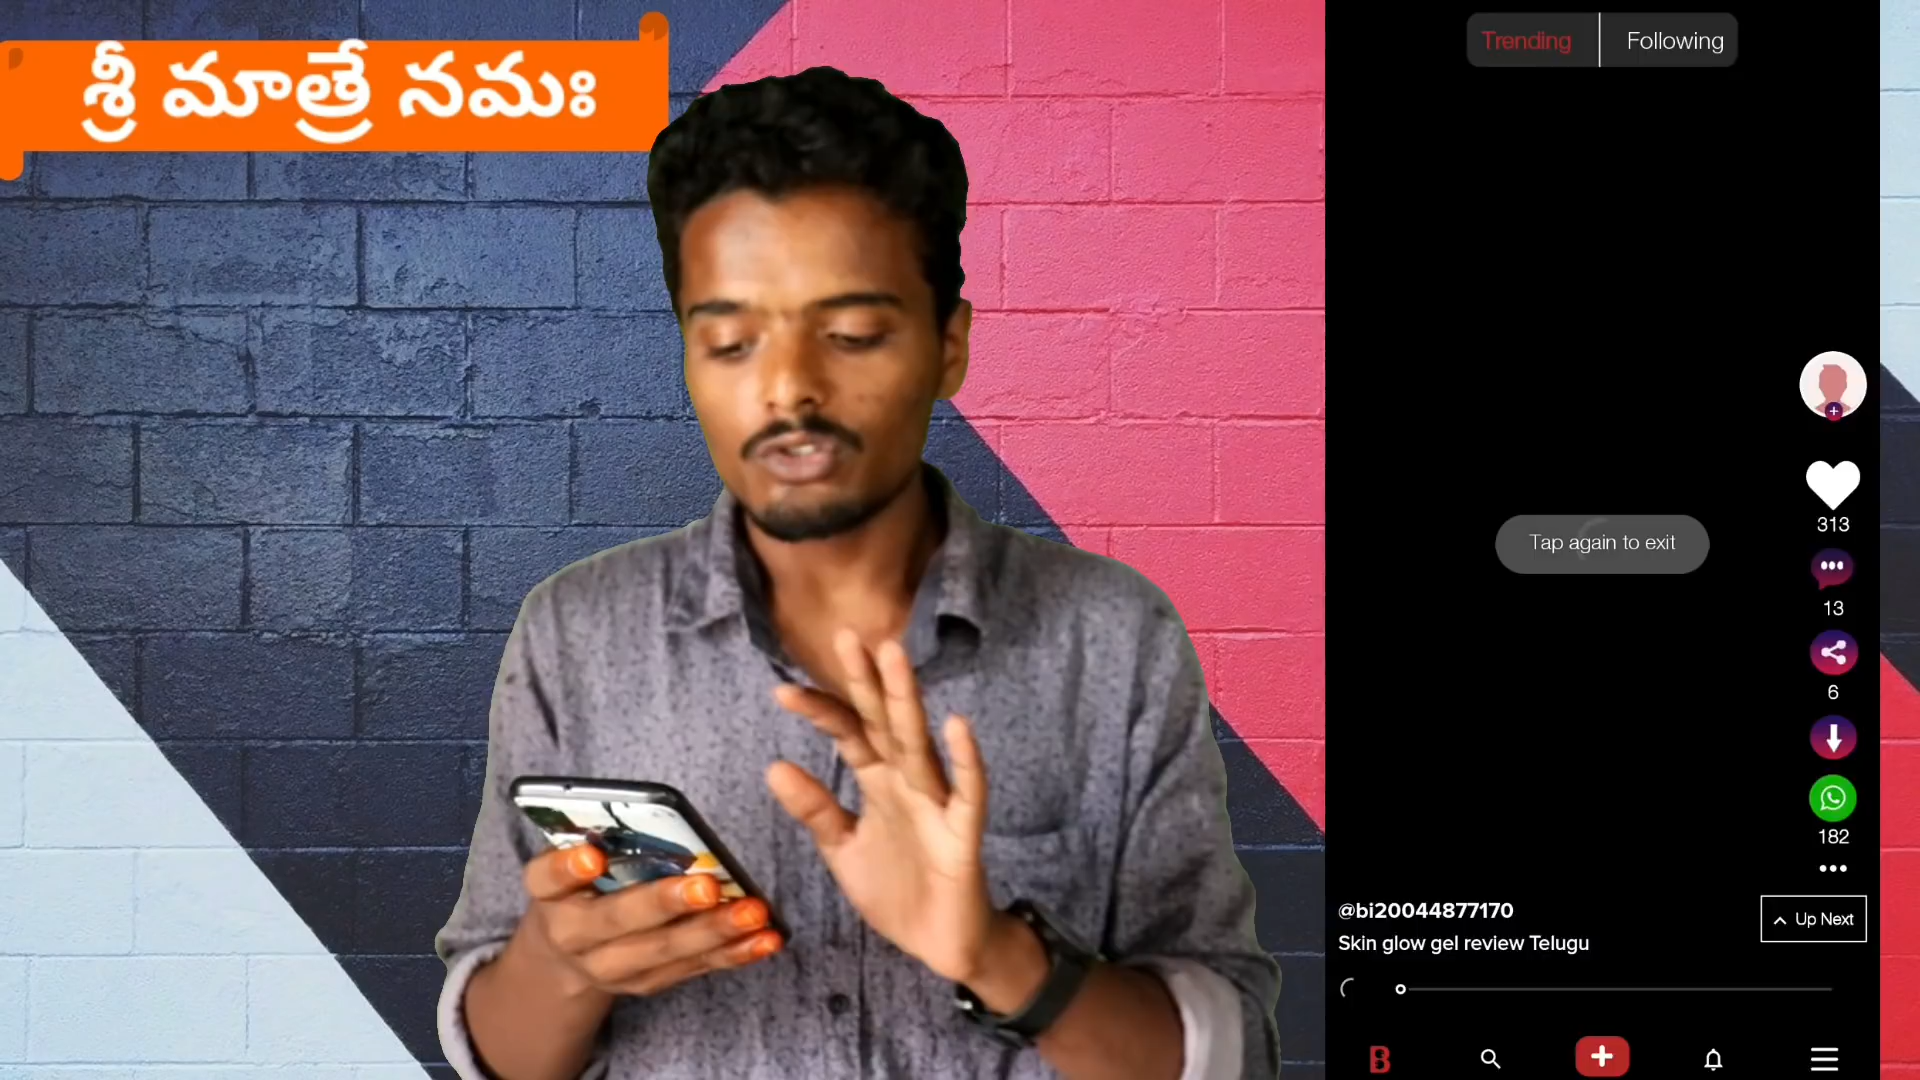 శ్రీ మాత్రే నమః
Trending
Following
Tap again to exit
313
13
6
182
@bi20044877170
Skin glow gel review Telugu
Up Next
B